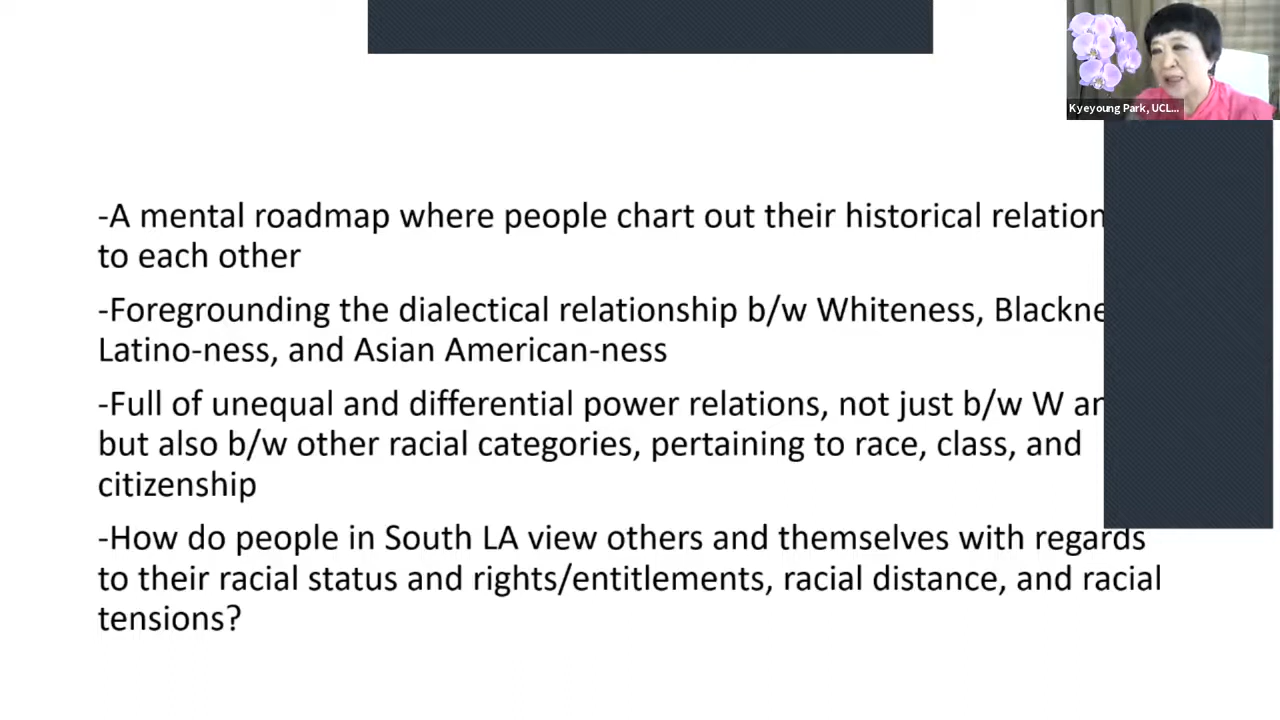 Kyeyoung Park, UCL...
-A mental roadmap where people chart out their historical relation
to each other
-Foregrounding the dialectical relationship b/w Whiteness, Blackne
Latino-ness, and Asian American-ness
-Full of unequal and differential power relations, not just b/w W an
but also b/w other racial categories, pertaining to race, class, and
citizenship
-How do people in South LA view others and themselves with regards
to their racial status and rights/entitlements, racial distance, and racial
tensions?